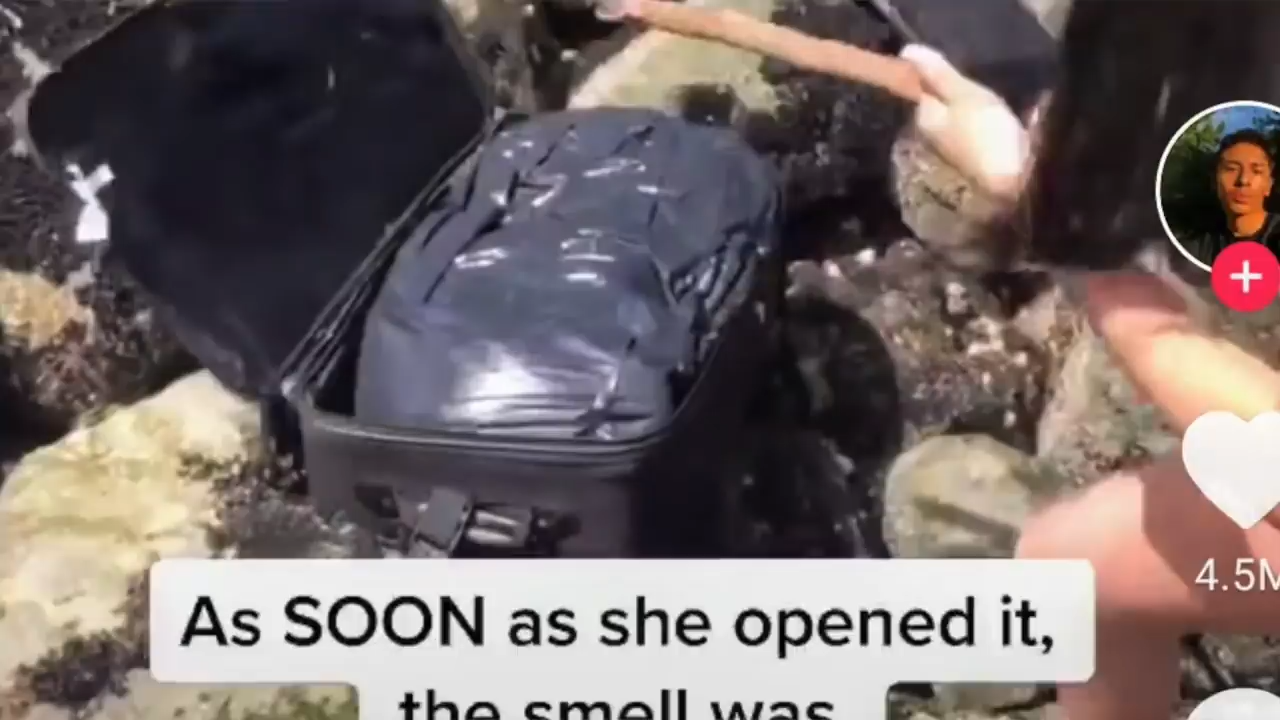 As SOON as she opened it,
the smell was
4.5M